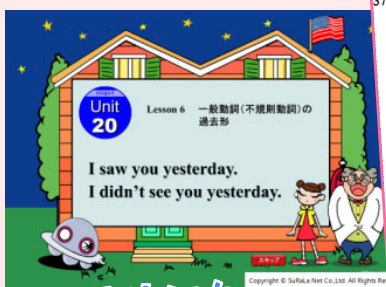 37
Unit
20
Lesson 6 一般動詞(不規則動詞)の
過去形
I saw you yesterday.
I didn't see you yesterday.
スキップ
Copyright © SuRaLa Net Co.,Ltd. All Rights Re